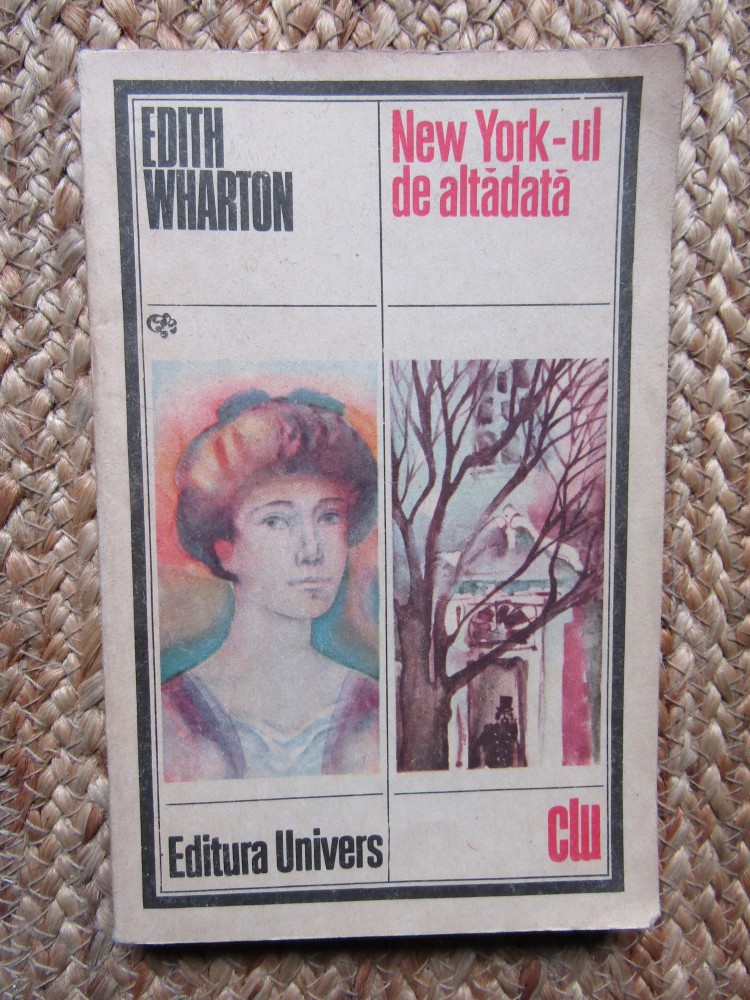 EDITH
WHARTON
New York-ul
de altădată
Editura Univers
clu